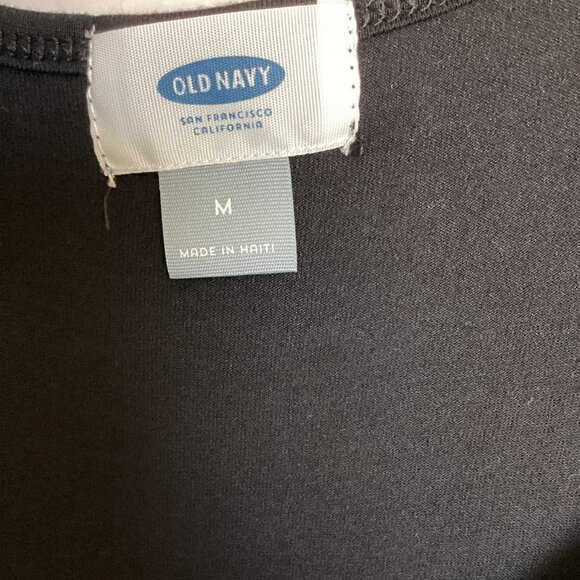 OLD NAVY
SAN FRANCISCO
CALIFORNIA
M
MADE IN HAITI